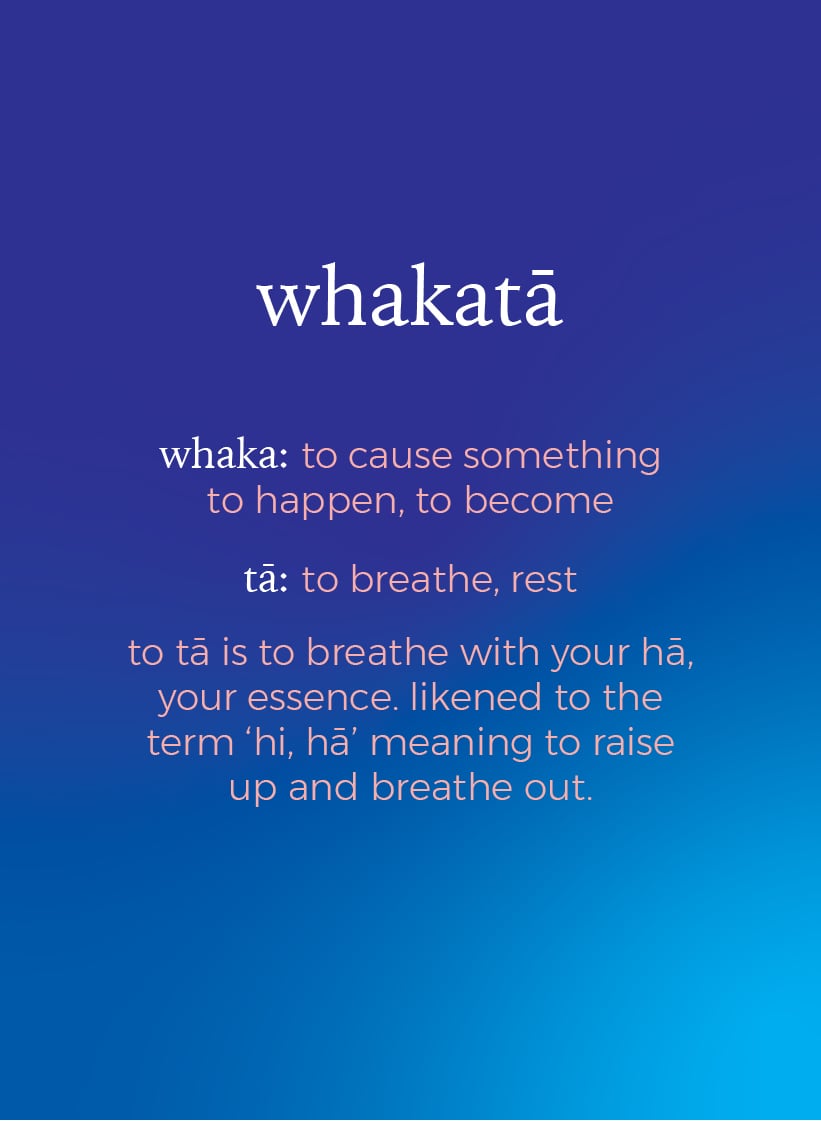 whakatā
whaka: to cause something
to happen, to become
tā: to breathe, rest
to tā is to breathe with your hā,
your essence. likened to the
term ‘hi, hā’ meaning to raise
up and breathe out.